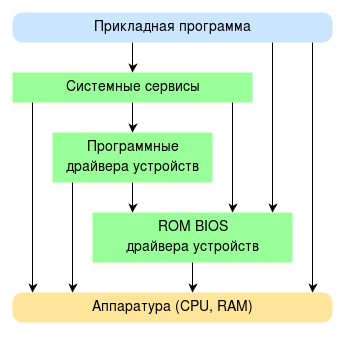 Прикладная программа
Системные сервисы
Программные
драйвера устройств
ROM BIOS
драйвера устройств
Аппаратура (CPU, RAM)